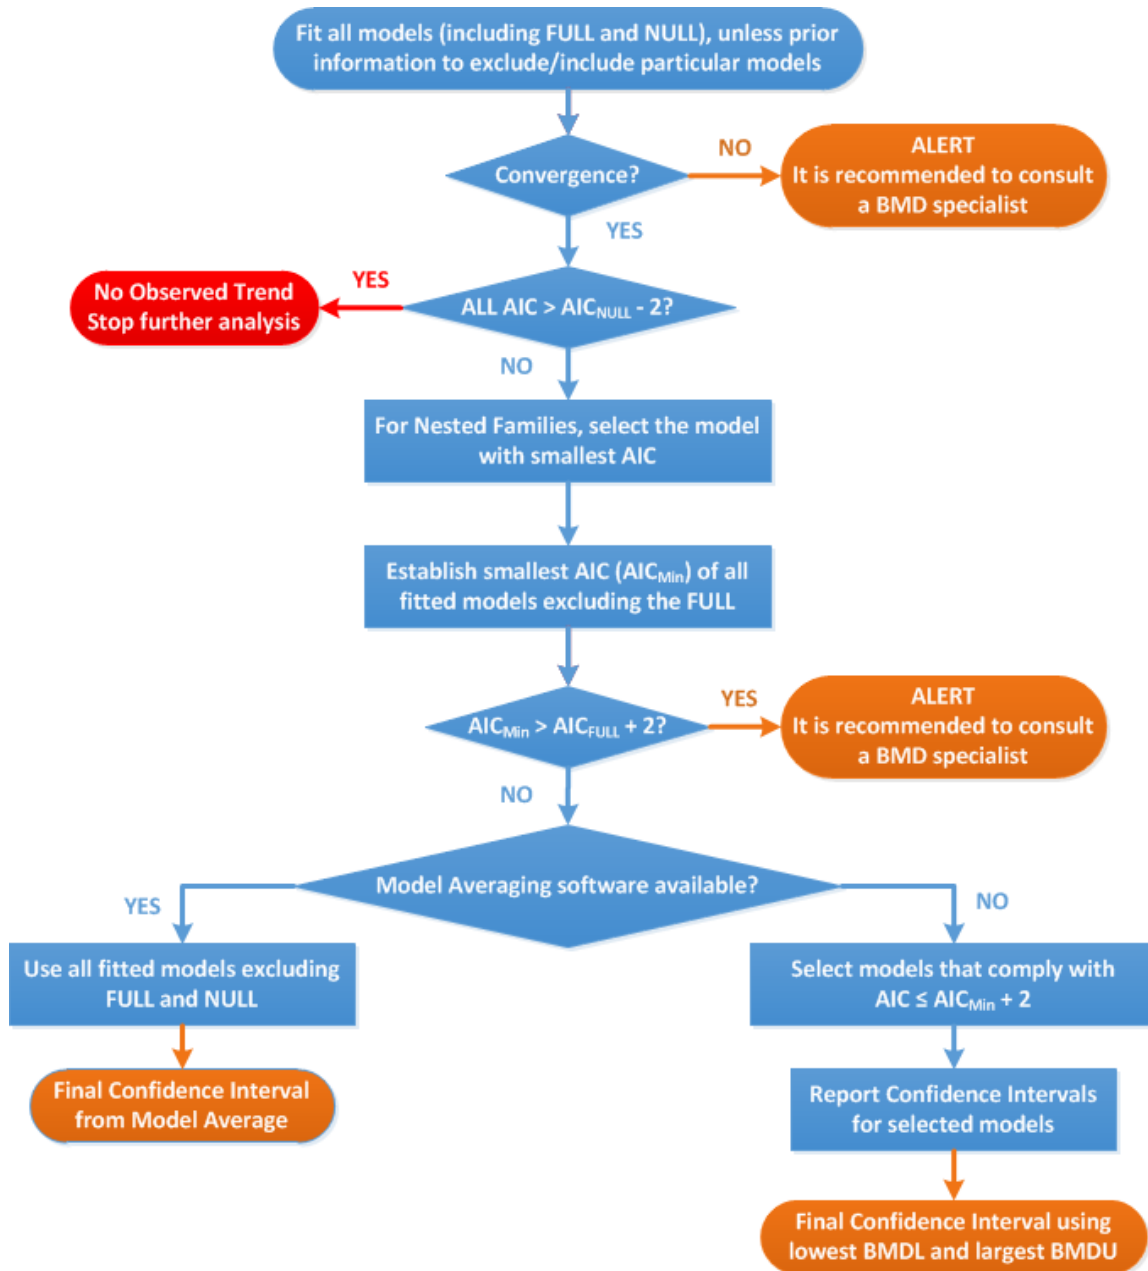 Fit all models (including FULL and NULL), unless prior
information to exclude/include particular models
Convergence?
NO
ALERT
It is recommended to consult
a BMD specialist
YES
ALL AIC > AIC_NULL - 2?
YES
No Observed Trend
Stop further analysis
NO
For Nested Families, select the model
with smallest AIC
Establish smallest AIC (AIC_Min) of all
fitted models excluding the FULL
AIC_Min > AIC_FULL + 2?
YES
ALERT
It is recommended to consult
a BMD specialist
NO
Model Averaging software available?
YES
Use all fitted models excluding
FULL and NULL
Final Confidence Interval
from Model Average
NO
Select models that comply with
AIC ≤ AIC_Min + 2
Report Confidence Intervals
for selected models
Final Confidence Interval using
lowest BMDL and largest BMDU